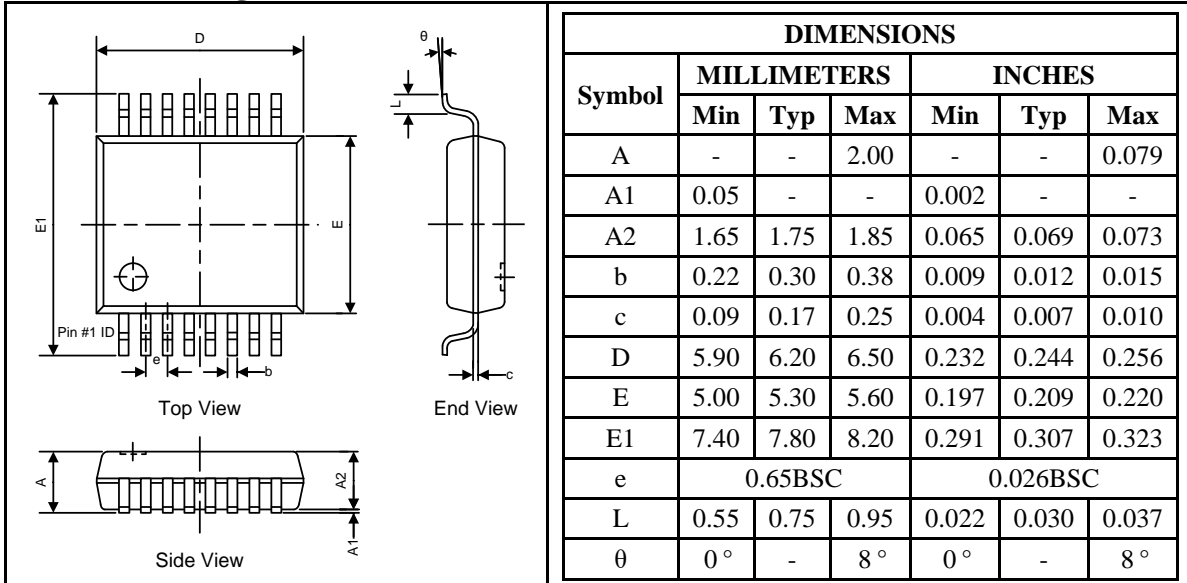 D
E1
E
Pin #1 ID
e
b
Top View
θ
L
c
End View
A
A2
A1
Side View
DIMENSIONS
Symbol MILLIMETERS INCHES
Min Typ Max Min Typ Max
A - - 2.00 - - 0.079
A1 0.05 - - 0.002 - -
A2 1.65 1.75 1.85 0.065 0.069 0.073
b 0.22 0.30 0.38 0.009 0.012 0.015
c 0.09 0.17 0.25 0.004 0.007 0.010
D 5.90 6.20 6.50 0.232 0.244 0.256
E 5.00 5.30 5.60 0.197 0.209 0.220
E1 7.40 7.80 8.20 0.291 0.307 0.323
e 0.65BSC 0.026BSC
L 0.55 0.75 0.95 0.022 0.030 0.037
θ 0 ° - 8 ° 0 ° - 8 °